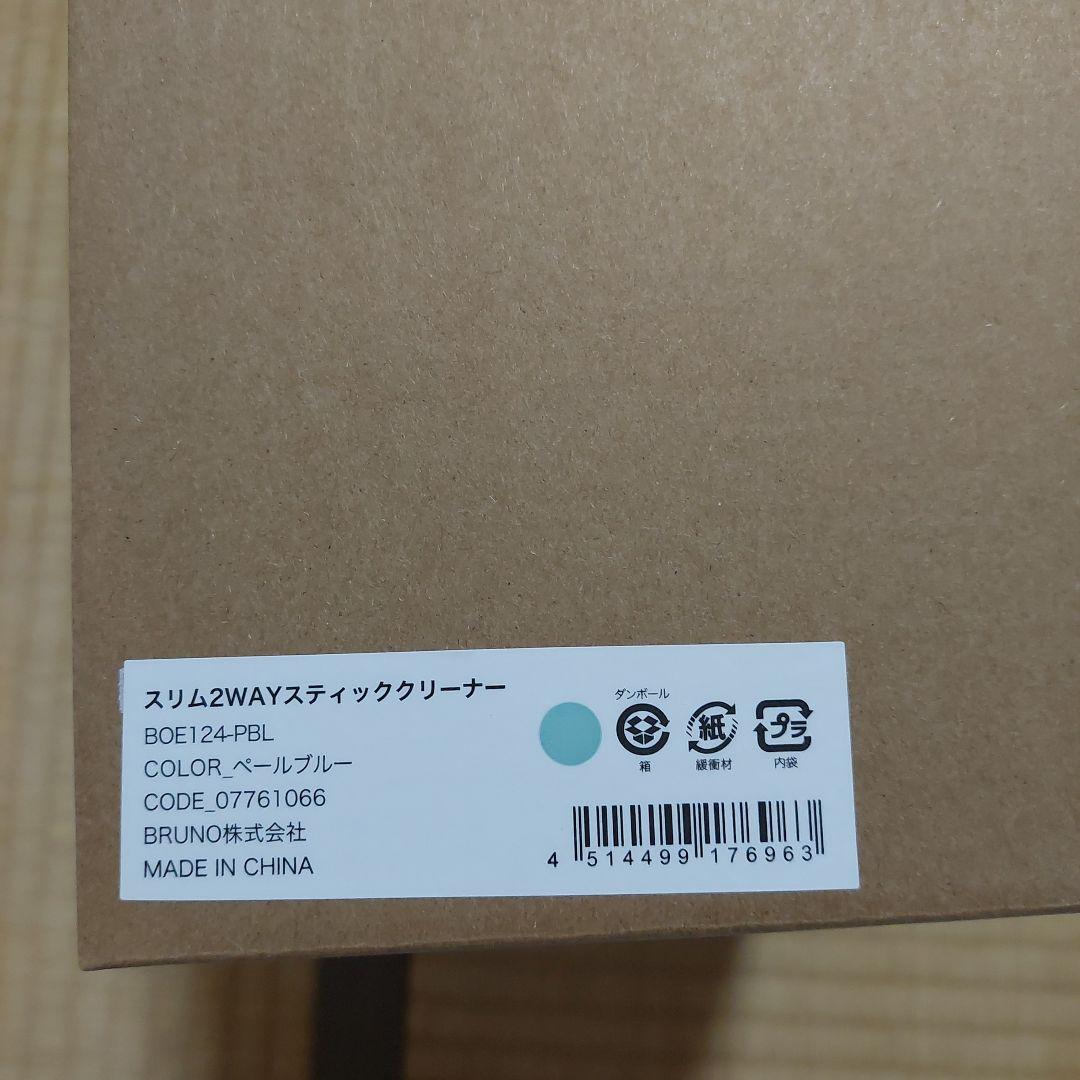 スリム2WAYスティッククリーナー
BOE124-PBL
COLOR_ペールブルー
CODE_07761066
BRUNO株式会社
MADE IN CHINA
ダンボール
箱
紙
緩衝材
プラ
内袋
4 514499 176963